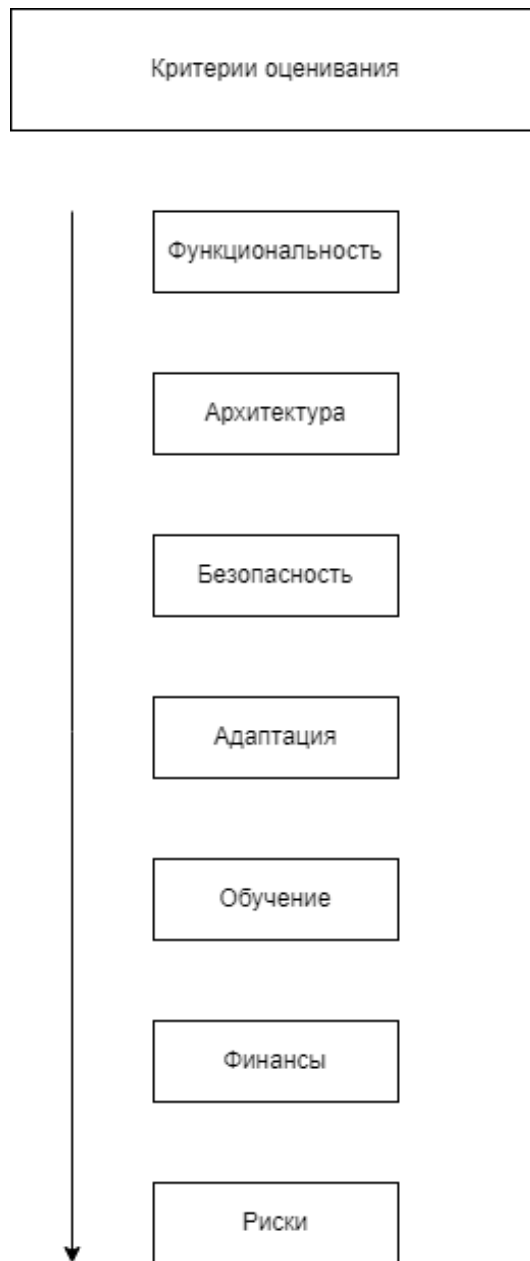 Критерии оценивания
Функциональность
Архитектура
Безопасность
Адаптация
Обучение
Финансы
Риски